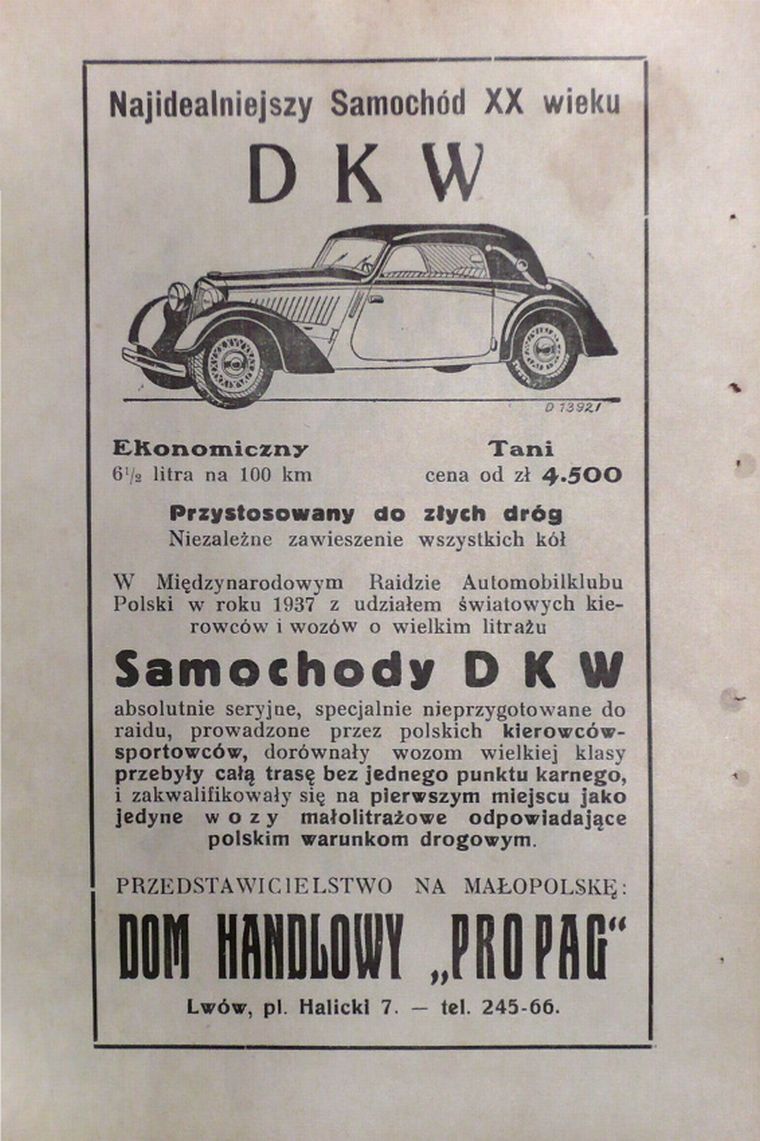 Najidealniejszy Samochód XX wieku
DKW
D 13921
Ekonomiczny
6½ litra na 100 km
Tani
cena od zł 4.500
Przystosowany do złych dróg
Niezależne zawieszenie wszystkich kół
W Międzynarodowym Raidzie Automobilklubu
Polski w roku 1937 z udziałem światowych kie-
rowców i wozów o wielkim litrażu
Samochody DKW
absolutnie seryjne, specjalnie nieprzygotowane do
raidu, prowadzone przez polskich kierowców-
sportowców, dorównały wozom wielkiej klasy
przebyły całą trasę bez jednego punktu karnego,
i zakwalifikowały się na pierwszym miejscu jako
jedyne wozy małolitrażowe odpowiadające
polskim warunkom drogowym.
PRZEDSTAWICIELSTWO NA MAŁOPOLSKĘ:
DOM HANDLOWY „PROPAG“
Lwów, pl. Halicki 7. — tel. 245-66.